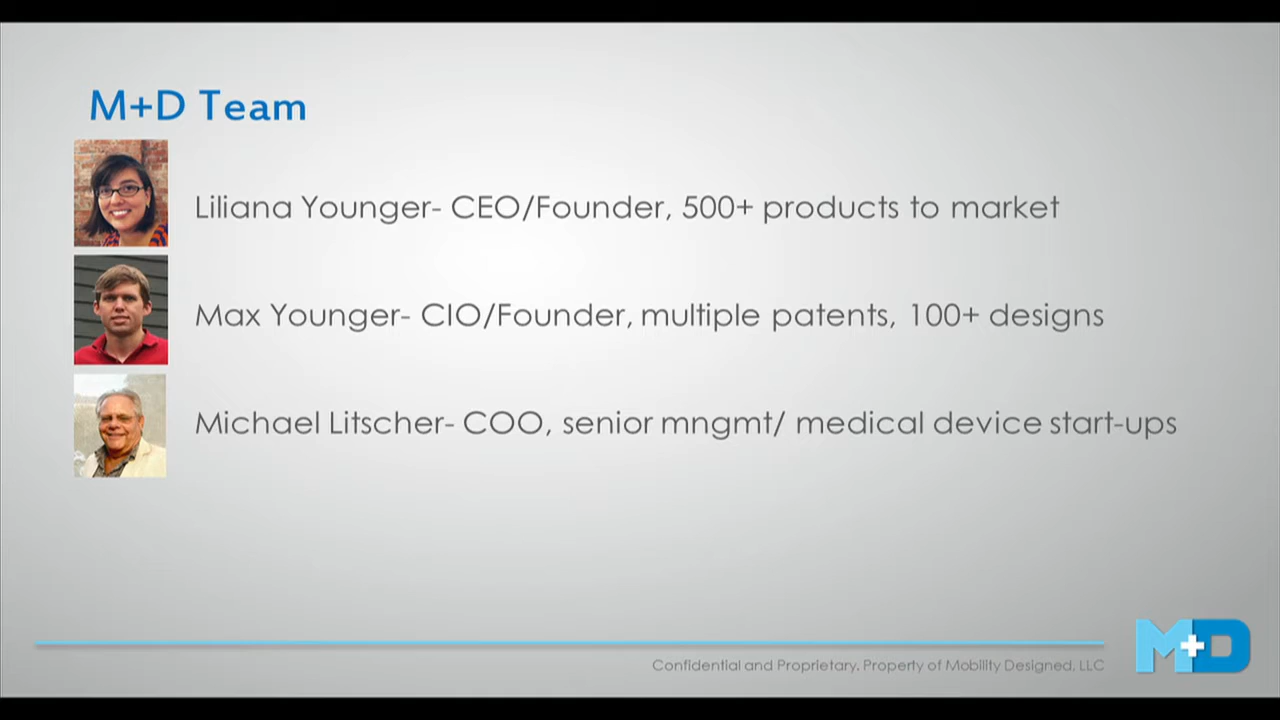 M+D Team
Liliana Younger- CEO/Founder, 500+ products to market
Max Younger- CIO/Founder, multiple patents, 100+ designs
Michael Litscher- COO, senior mngmt/ medical device start-ups
Confidential and Proprietary. Property of Mobility Designed, LLC
M+D